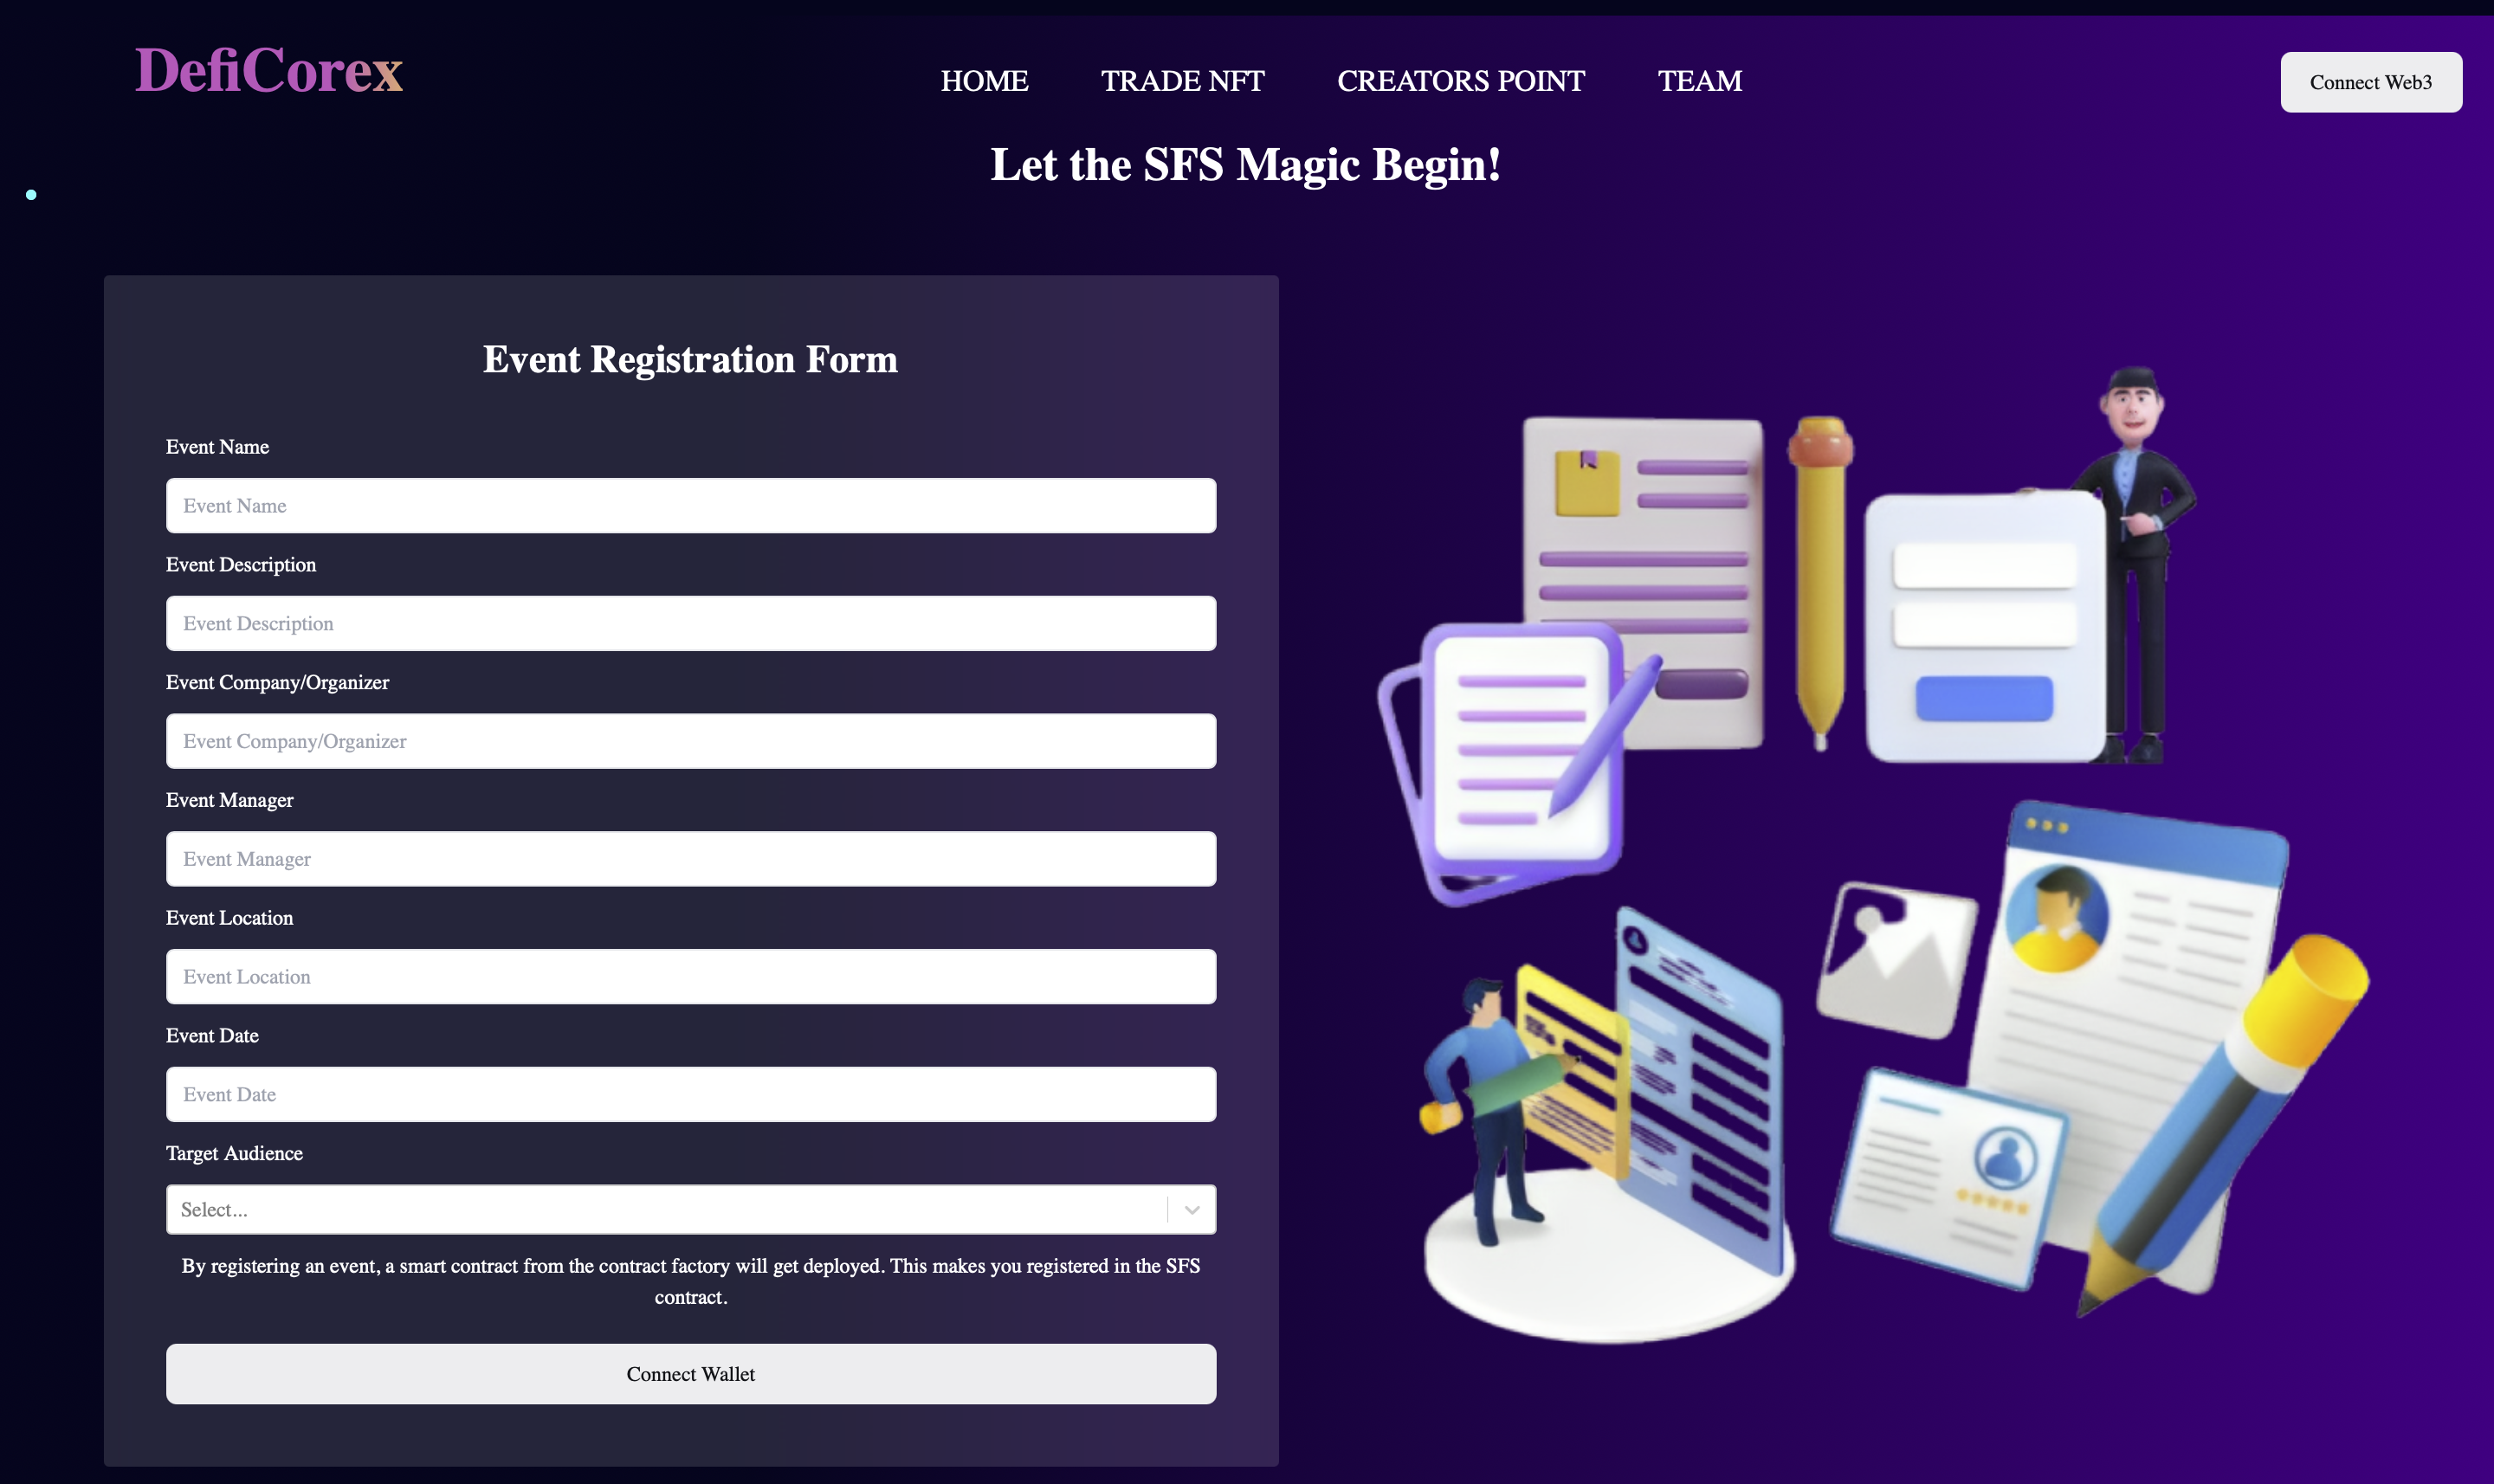 DefiCorex
HOME
TRADE NFT
CREATORS POINT
TEAM
Connect Web3
Let the SFS Magic Begin!
Event Registration Form
Event Name
Event Name
Event Description
Event Description
Event Company/Organizer
Event Company/Organizer
Event Manager
Event Manager
Event Location
Event Location
Event Date
Event Date
Target Audience
Select...
By registering an event, a smart contract from the contract factory will get deployed. This makes you registered in the SFS
contract.
Connect Wallet